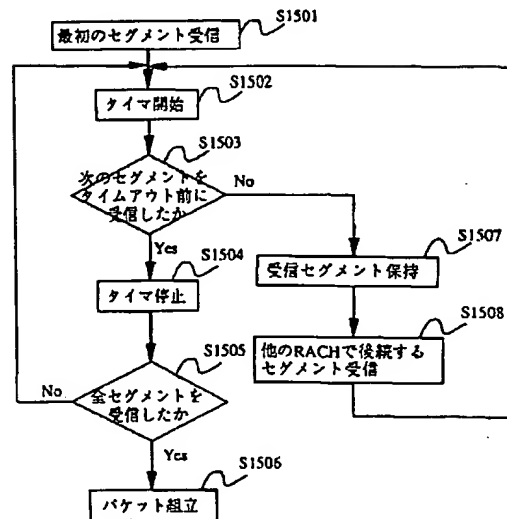 S1501
最初のセグメント受信
S1502
タイマ開始
S1503
次のセグメントを
タイムアウト前に
受信したか
No
Yes
S1504
タイマ停止
S1507
受信セグメント保持
S1508
他のRACHで後続する
セグメント受信
S1505
No
全セグメントを
受信したか
Yes
S1506
パケット組立